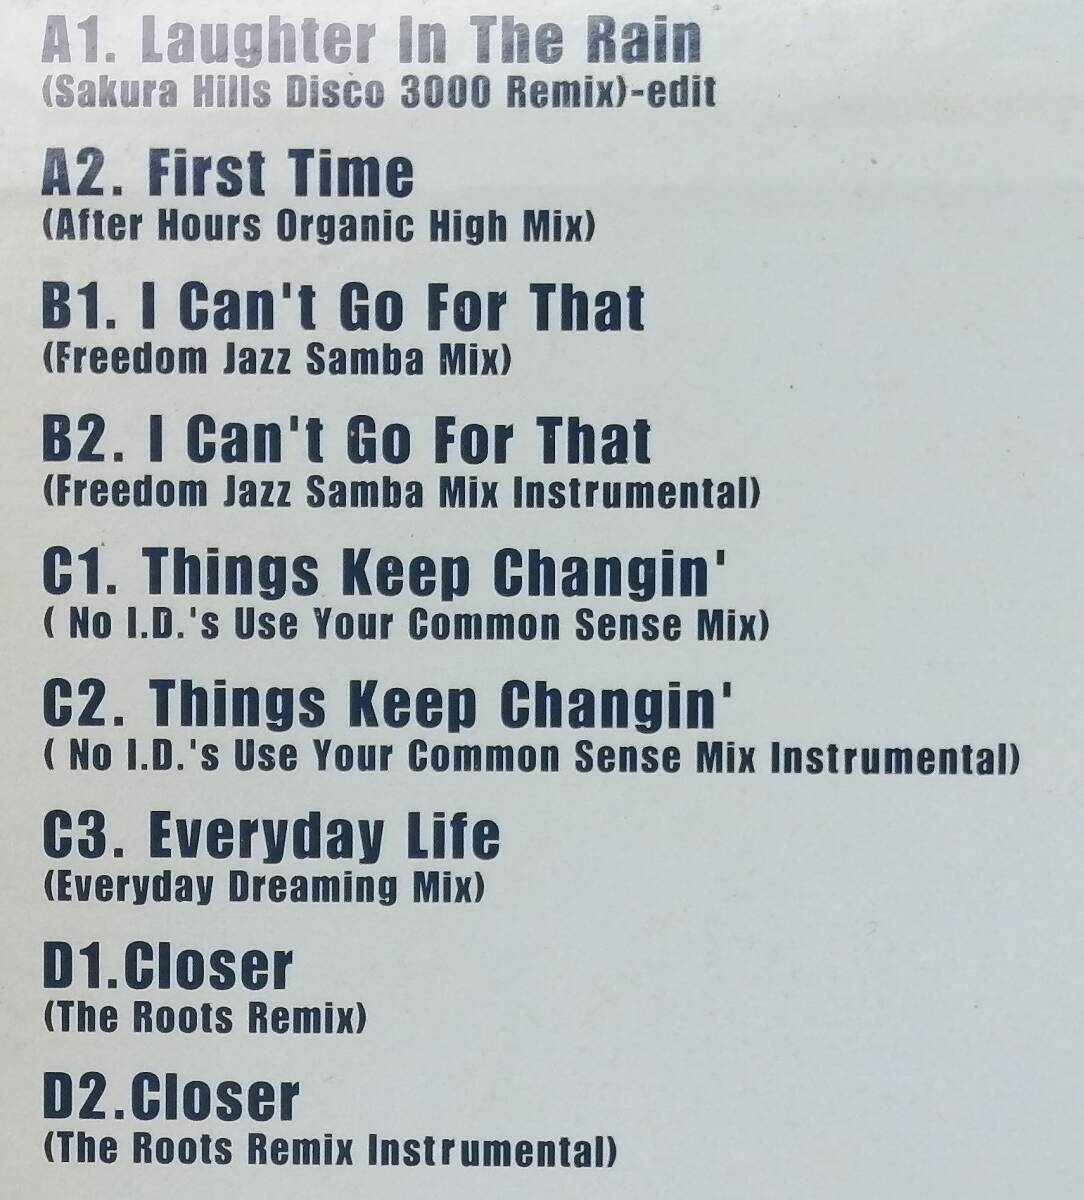 A1. Laughter In The Rain
(Sakura Hills Disco 3000 Remix)-edit
A2. First Time
(After Hours Organic High Mix)
B1. I Can't Go For That
(Freedom Jazz Samba Mix)
B2. I Can't Go For That
(Freedom Jazz Samba Mix Instrumental)
C1. Things Keep Changin'
( No I.D.'s Use Your Common Sense Mix)
C2. Things Keep Changin'
( No I.D.'s Use Your Common Sense Mix Instrumental)
C3. Everyday Life
(Everyday Dreaming Mix)
D1.Closer
(The Roots Remix)
D2.Closer
(The Roots Remix Instrumental)